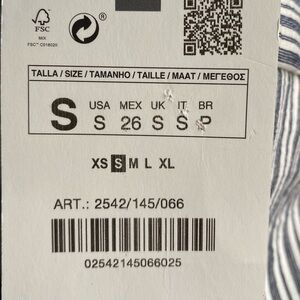 FSC
MIX
FSC™ C016020
TALLA / SIZE / TAMANHO / TAILLE / MAAT / ΜΕΓΕΘΟΣ
S
USA MEX UK IT BR
S 26 S S P
XS S M L XL
ART.: 2542/145/066
02542145066025